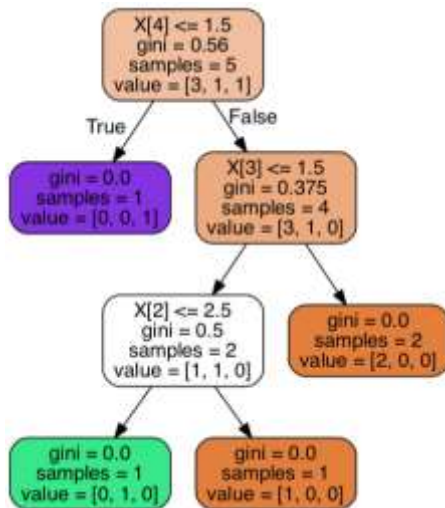 X[4] <= 1.5
gini = 0.56
samples = 5
value = [3, 1, 1]
True
False
gini = 0.0
samples = 1
value = [0, 0, 1]
X[3] <= 1.5
gini = 0.375
samples = 4
value = [3, 1, 0]
X[2] <= 2.5
gini = 0.5
samples = 2
value = [1, 1, 0]
gini = 0.0
samples = 2
value = [2, 0, 0]
gini = 0.0
samples = 1
value = [0, 1, 0]
gini = 0.0
samples = 1
value = [1, 0, 0]